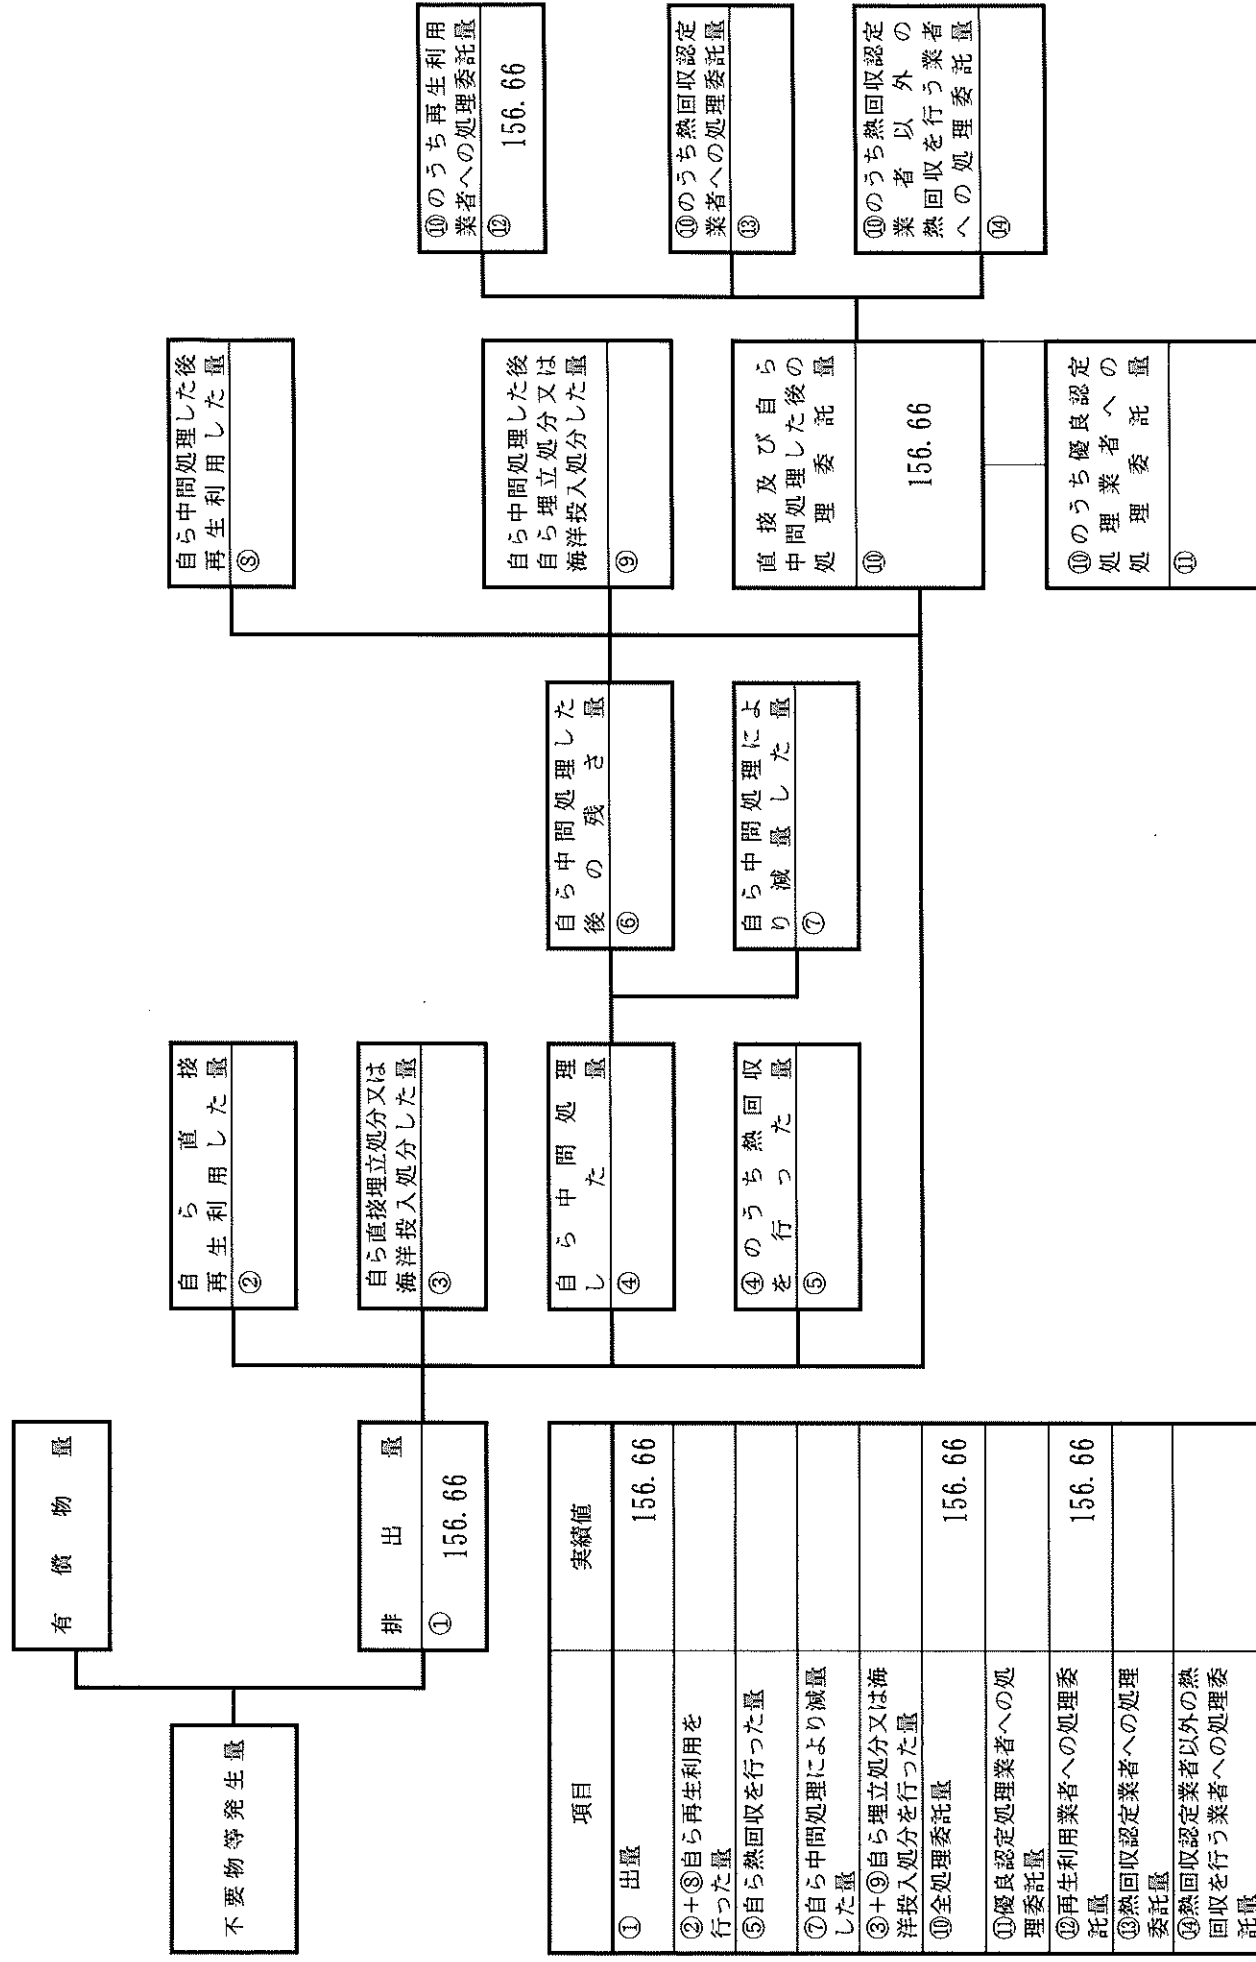 不要物等発生量
有償物量
排出量
① 156.66
自ら直接
再生利用した量
②
自ら直接埋立処分又は
海洋投入処分した量
③
自ら中間処理
した量
④
④のうち熱回収
を行った量
⑤
自ら中間処理した
後の残さ量
⑥
自ら中間処理によ
り減量した量
⑦
自ら中間処理した後
再生利用した量
⑧
自ら中間処理した後
自ら埋立処分又は
海洋投入処分した量
⑨
直接及び自ら
中間処理した後の
処理委託量
⑩
156.66
⑩のうち優良認定
処理業者への
処理委託量
⑪
⑩のうち再生利用
業者への処理委託量
⑫
156.66
⑩のうち熱回収認定
業者への処理委託量
⑬
⑩のうち熱回収認定
業者以外の
熱回収を行う業者
への処理委託量
⑭
項目 実績値
① 出量 156.66
②+⑧自ら再生利用を
行った量
⑤自ら熱回収を行った量
⑦自ら中間処理により減量
した量
③+⑨自ら埋立処分又は海
洋投入処分を行った量
⑩全処理委託量 156.66
⑪優良認定処理業者への処
理委託量
⑫再生利用業者への処理委
託量 156.66
⑬熱回収認定業者への処理
委託量
⑭熱回収認定業者以外の熱
回収を行う業者への処理委
託量